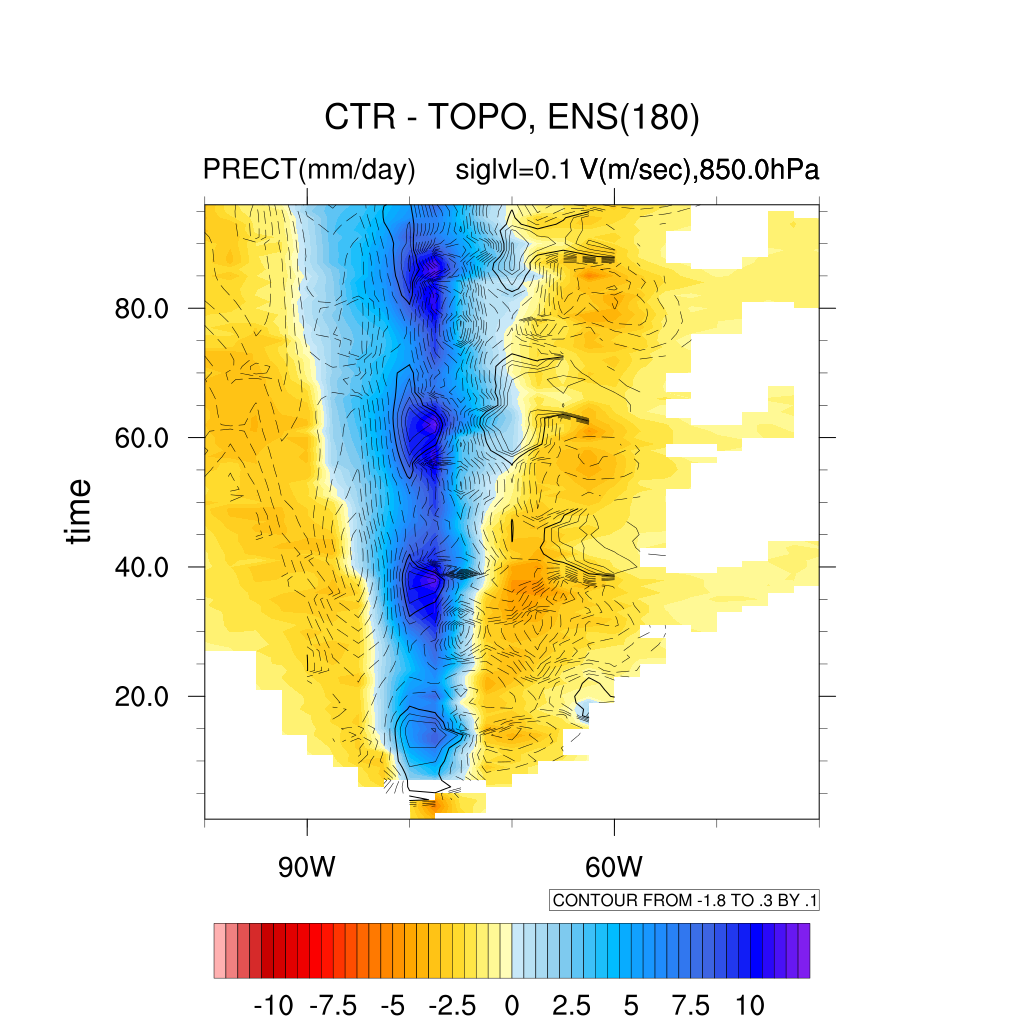 CTR - TOPO, ENS(180)
PRECT(mm/day) siglvl=0.1 V(m/sec),850.0hPa
80.0
60.0
time
40.0
20.0
90W 60W
CONTOUR FROM -1.8 TO .3 BY .1
-10 -7.5 -5 -2.5 0 2.5 5 7.5 10